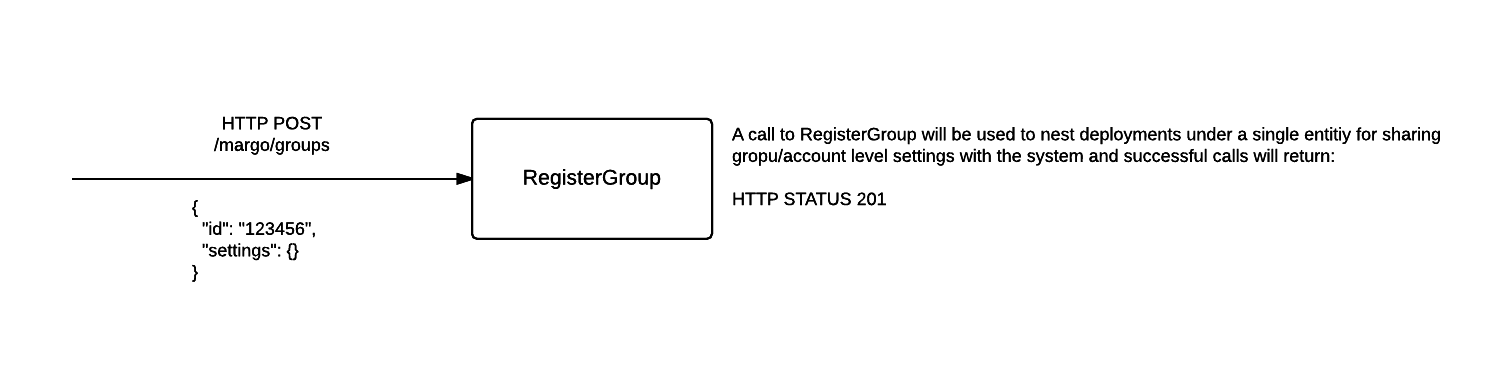 HTTP POST
/margo/groups
{
"id": "123456",
"settings": {}
}
RegisterGroup
A call to RegisterGroup will be used to nest deployments under a single entitiy for sharing
gropu/account level settings with the system and successful calls will return:
HTTP STATUS 201